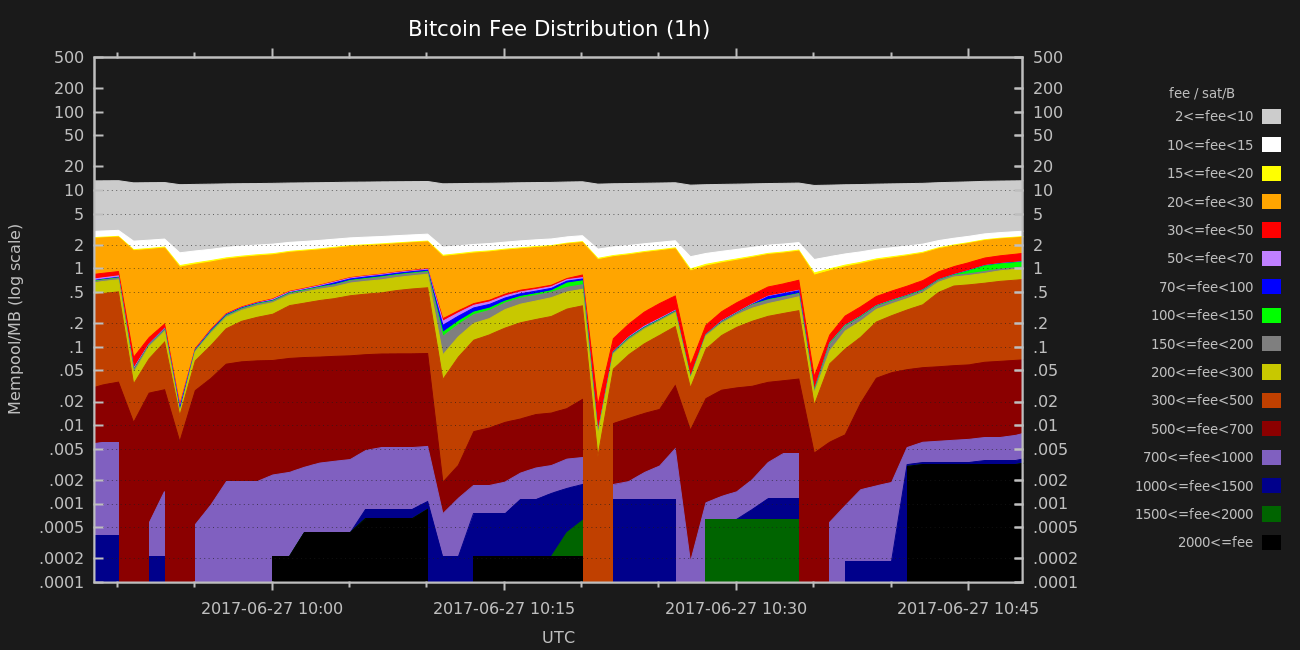 Bitcoin Fee Distribution (1h)
500 500
200 200
100 100
50 50
20 20
10 10
5 5
2 2
1 1
.5 .5
.2 .2
.1 .1
.05 .05
.02 .02
.01 .01
.005 .005
.002 .002
.001 .001
.0005 .0005
.0002 .0002
.0001 .0001
Mempool/MB (log scale)
2017-06-27 10:00 2017-06-27 10:15 2017-06-27 10:30 2017-06-27 10:45
UTC
fee / sat/B
2<=fee<10
10<=fee<15
15<=fee<20
20<=fee<30
30<=fee<50
50<=fee<70
70<=fee<100
100<=fee<150
150<=fee<200
200<=fee<300
300<=fee<500
500<=fee<700
700<=fee<1000
1000<=fee<1500
1500<=fee<2000
2000<=fee